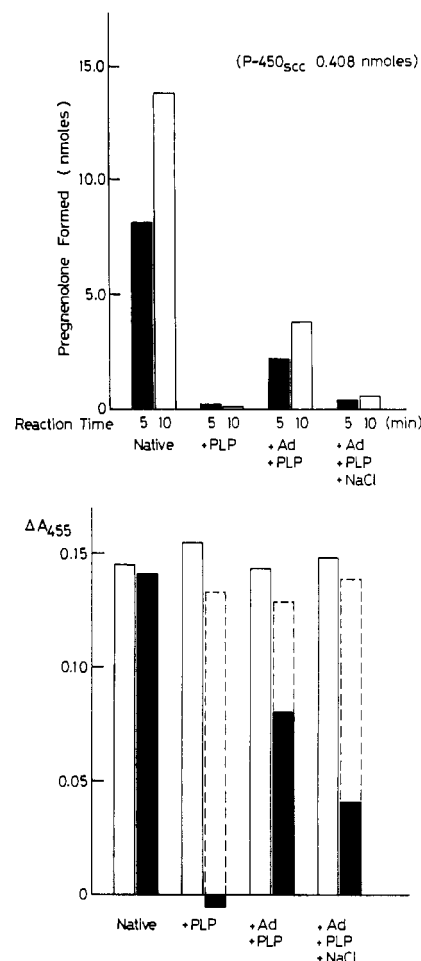 15.0
(P-450scc 0.408 nmoles)
10.0
5.0
0
Pregnenolone Formed (nmoles)
Reaction Time 5 10 5 10 5 10 5 10 (min)
Native +PLP + Ad + Ad
+ PLP + PLP
+ NaCl
ΔA455
0.15
0.10
0.05
0
Native +PLP + Ad + Ad
+ PLP + PLP
+ NaCl